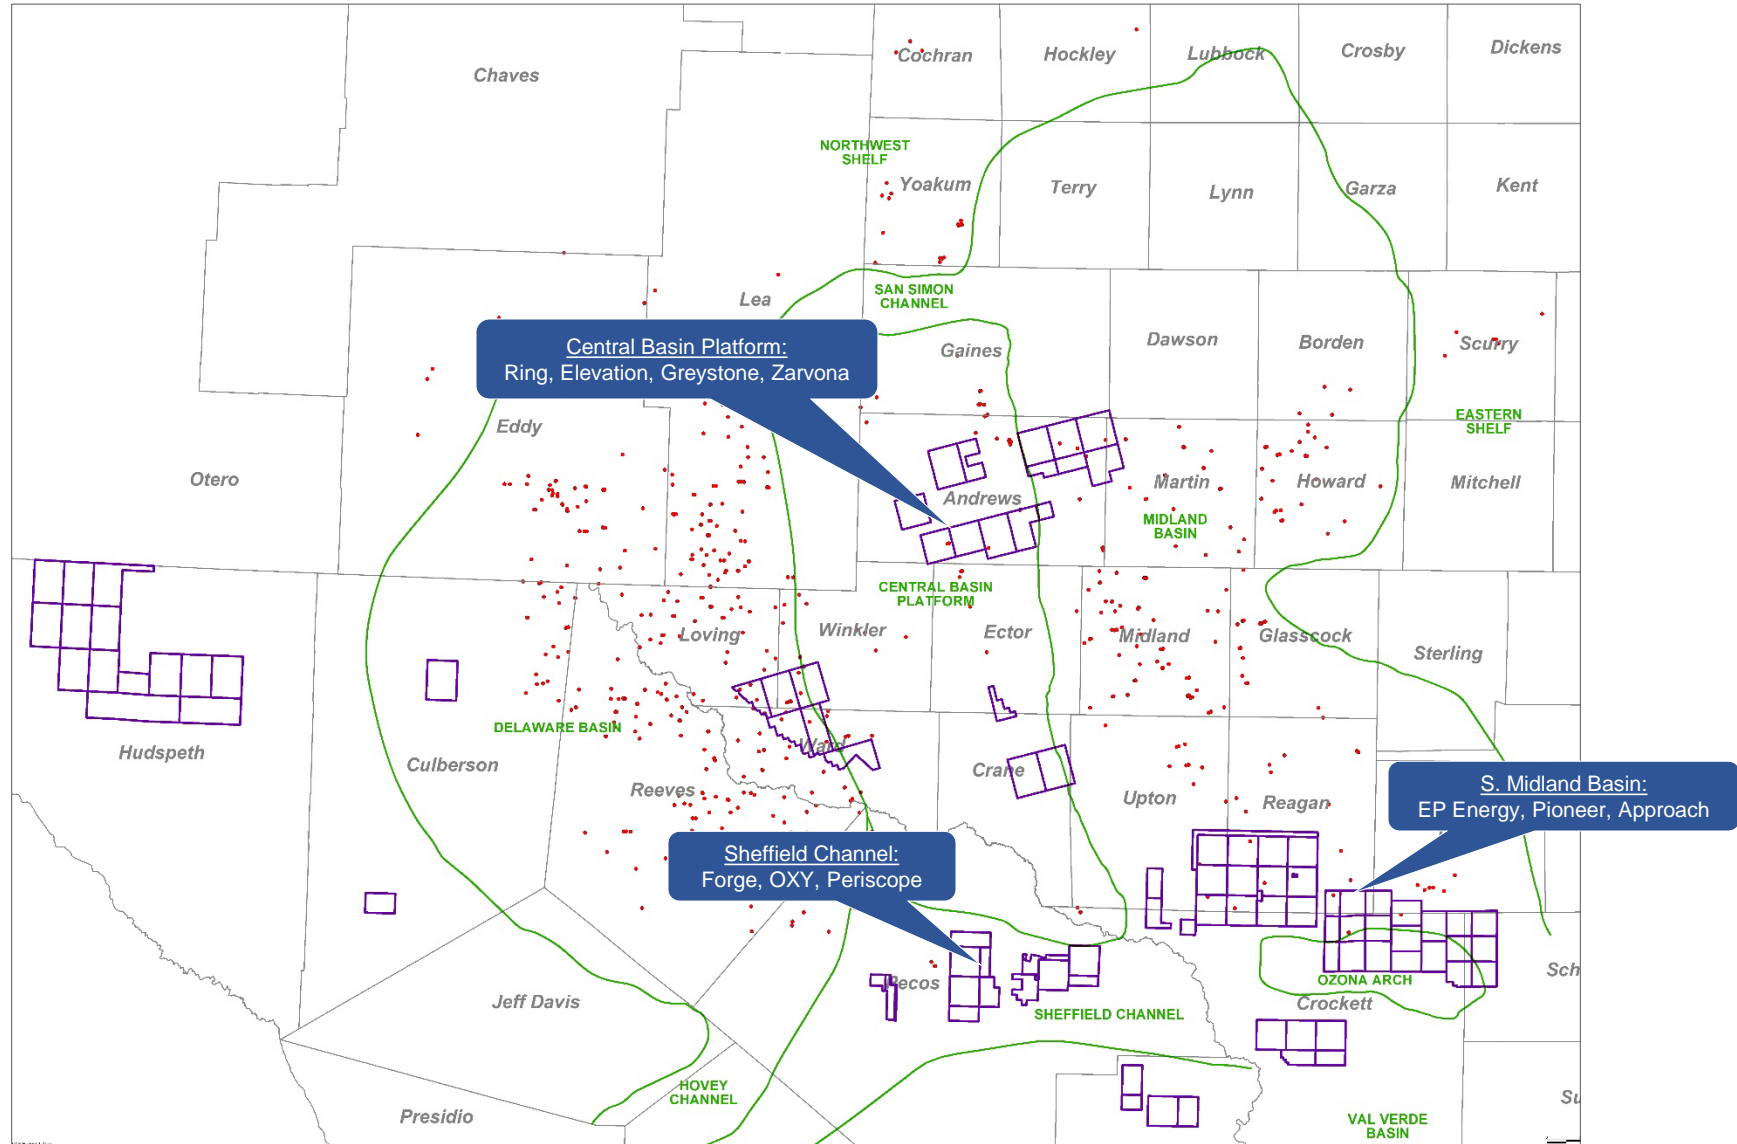 Chaves
Cochran
Hockley
Lubbock
Crosby
Dickens
NORTHWEST
SHELF
Yoakum
Terry
Lynn
Garza
Kent
Lea
SAN SIMON
CHANNEL
Gaines
Dawson
Borden
Scurry
Central Basin Platform:
Ring, Elevation, Greystone, Zarvona
Eddy
EASTERN
SHELF
Otero
Andrews
Martin
Howard
Mitchell
MIDLAND
BASIN
CENTRAL BASIN
PLATFORM
Loving
Winkler
Ector
Midland
Glasscock
Sterling
DELAWARE BASIN
Hudspeth
Culberson
Ward
Reeves
Crane
Upton
Reagan
S. Midland Basin:
EP Energy, Pioneer, Approach
Sheffield Channel:
Forge, OXY, Periscope
Pecos
Sch
OZONA ARCH
Crockett
Jeff Davis
SHEFFIELD CHANNEL
HOVEY
CHANNEL
Presidio
Su
VAL VERDE
BASIN